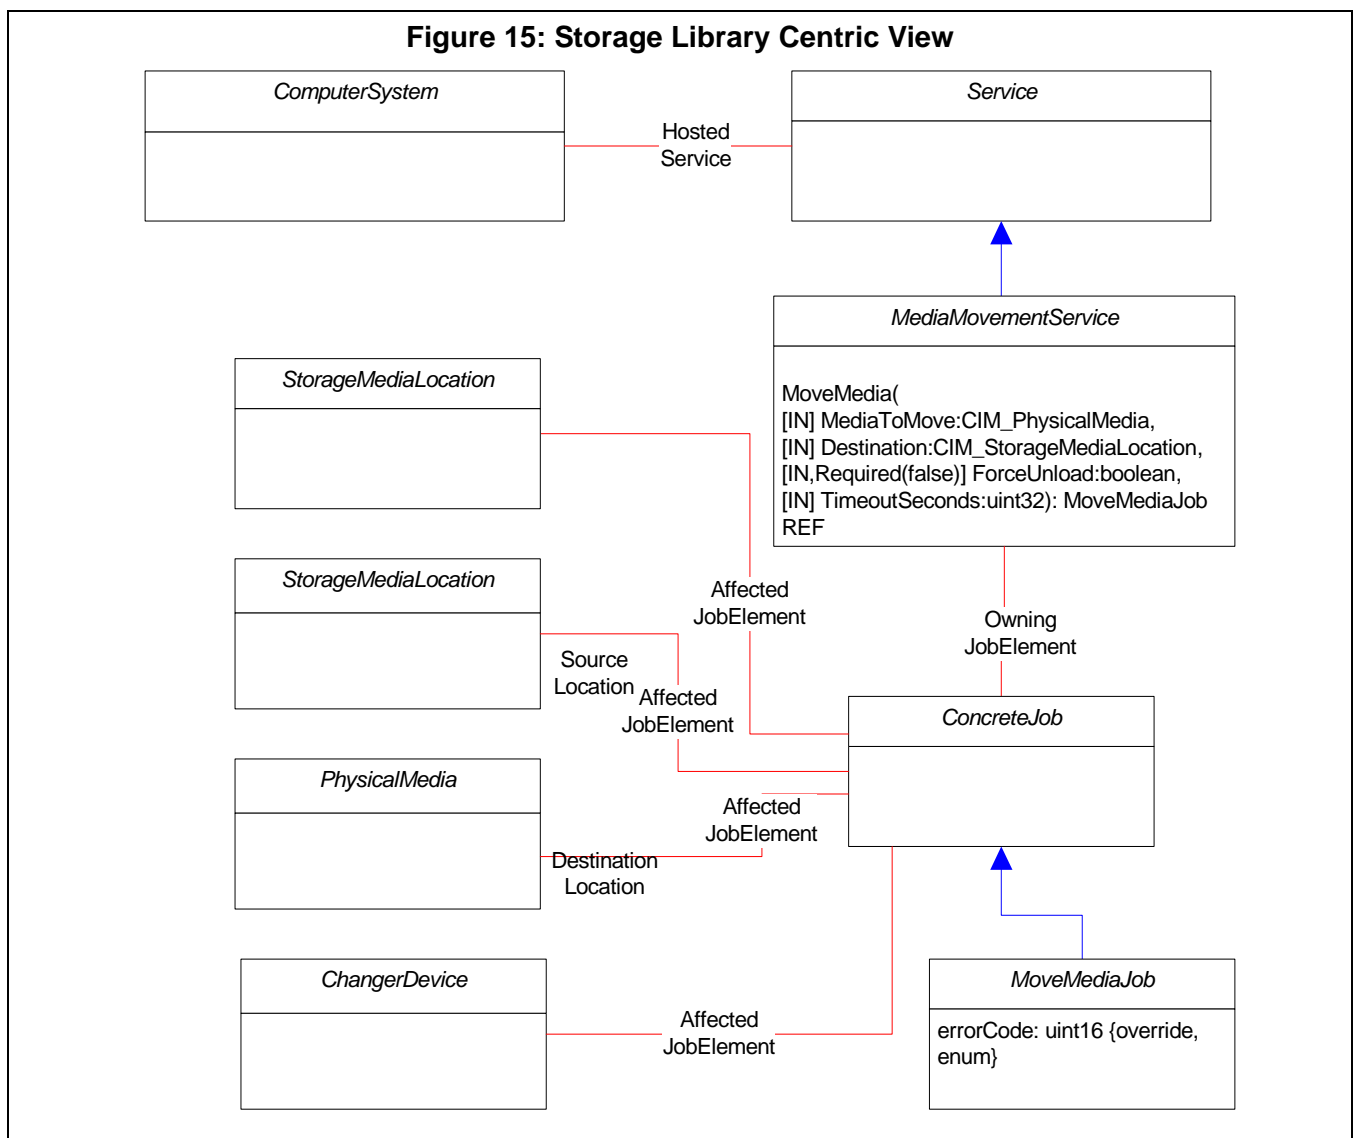 Figure 15: Storage Library Centric View
ComputerSystem
Service
Hosted
Service
MediaMovementService
MoveMedia(
[IN] MediaToMove:CIM_PhysicalMedia,
[IN] Destination:CIM_StorageMediaLocation,
[IN,Required(false)] ForceUnload:boolean,
[IN] TimeoutSeconds:uint32): MoveMediaJob
REF
StorageMediaLocation
StorageMediaLocation
Affected
JobElement
Owning
JobElement
Source
Location
Affected
JobElement
ConcreteJob
PhysicalMedia
Affected
JobElement
Destination
Location
ChangerDevice
Affected
JobElement
MoveMediaJob
errorCode: uint16 {override,
enum}